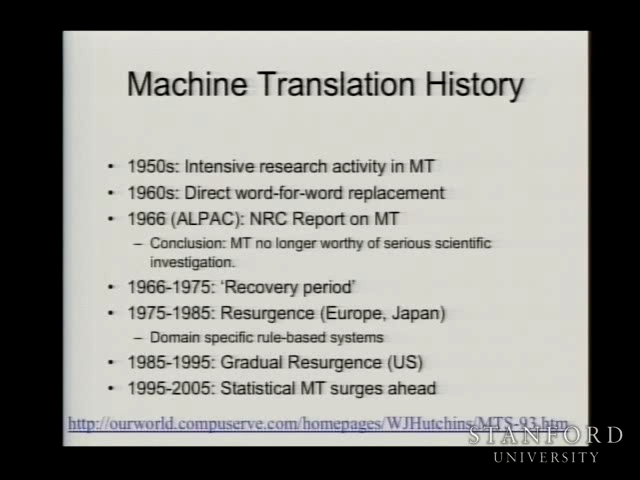 Machine Translation History
• 1950s: Intensive research activity in MT
• 1960s: Direct word-for-word replacement
• 1966 (ALPAC): NRC Report on MT
– Conclusion: MT no longer worthy of serious scientific
investigation.
• 1966-1975: ‘Recovery period’
• 1975-1985: Resurgence (Europe, Japan)
– Domain specific rule-based systems
• 1985-1995: Gradual Resurgence (US)
• 1995-2005: Statistical MT surges ahead
http://ourworld.compuserve.com/homepages/WJHutchins/MTS-93.htm
STANFORD
UNIVERSITY